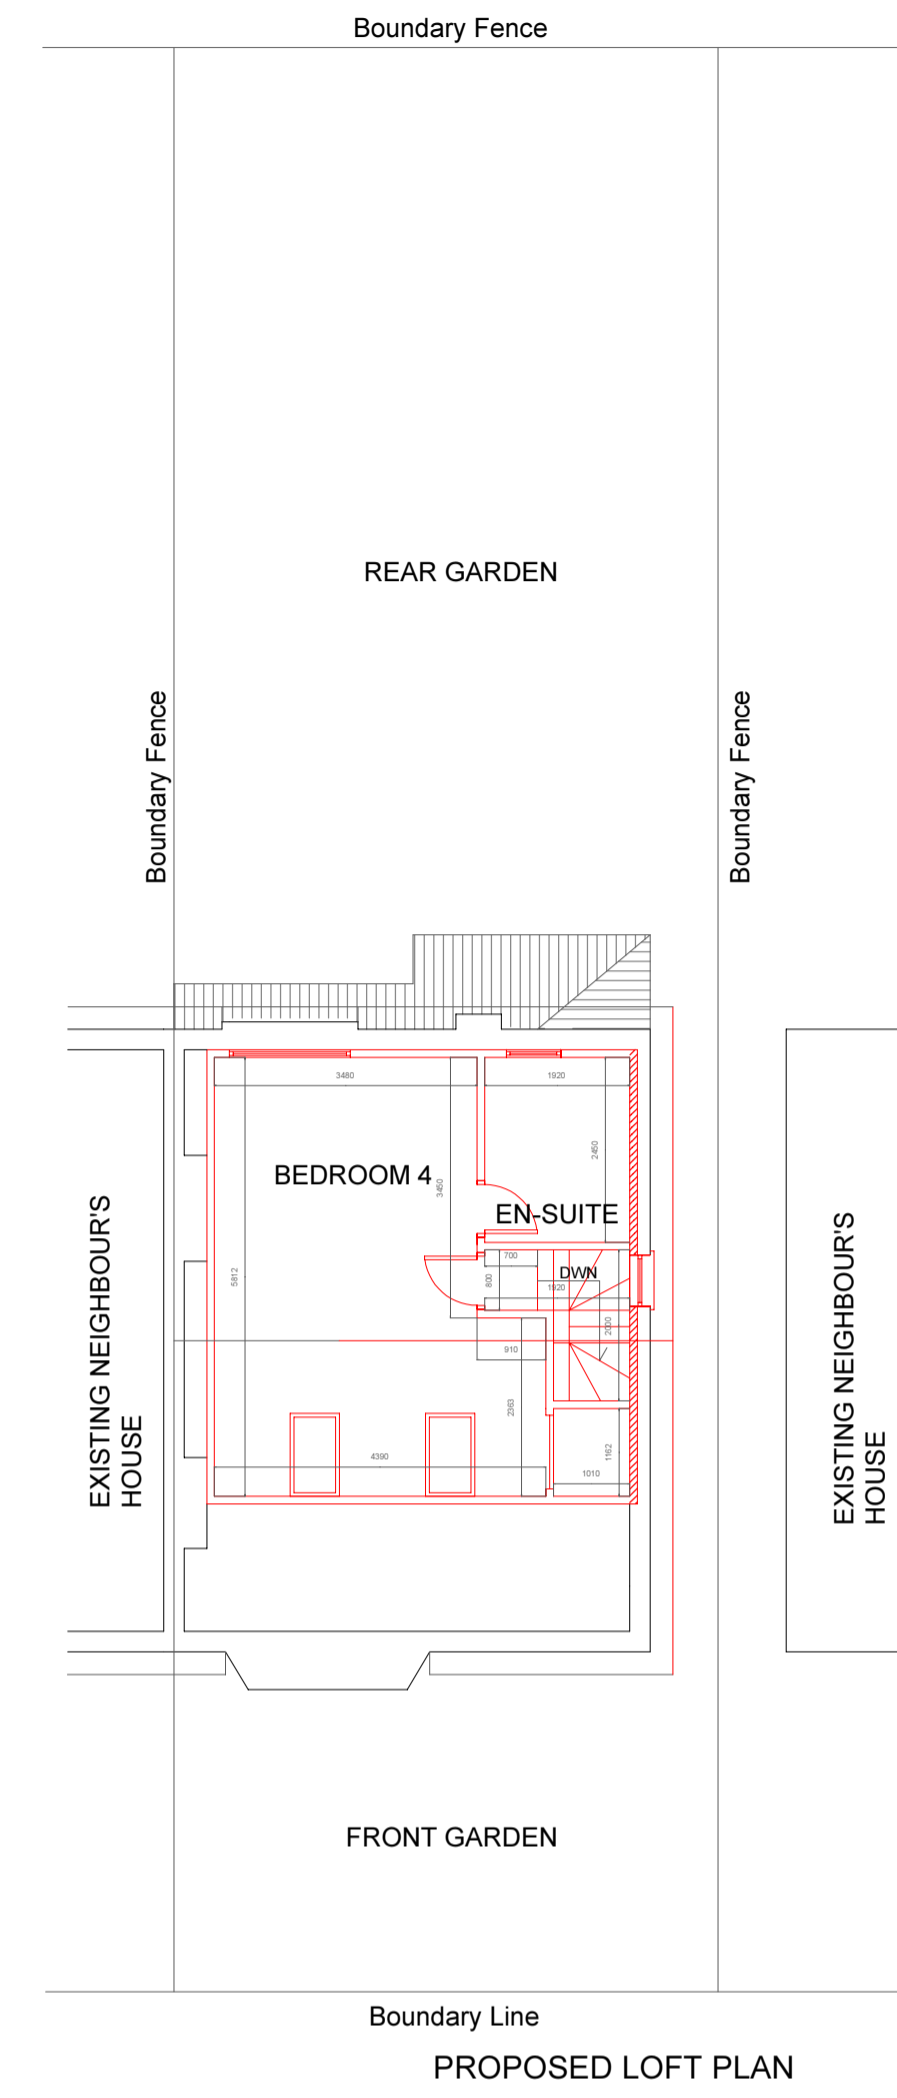 Boundary Fence
REAR GARDEN
Boundary Fence
Boundary Fence
3480
1920
2450
BEDROOM 4
3450
EN-SUITE
700
DWN
800
1920
5812
2000
910
2363
4390
1162
1010
EXISTING NEIGHBOUR'S
HOUSE
EXISTING NEIGHBOUR'S
HOUSE
FRONT GARDEN
Boundary Line
PROPOSED LOFT PLAN